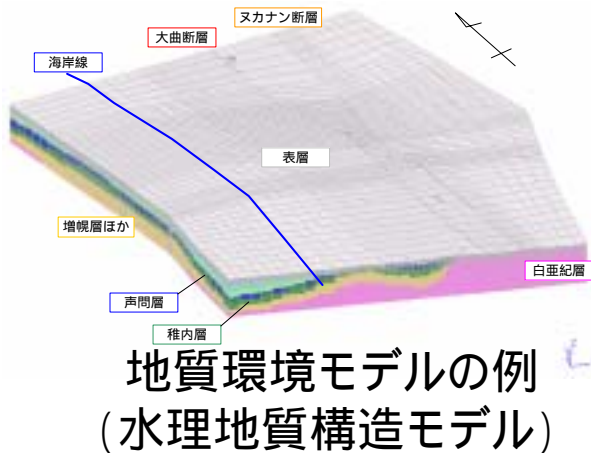 ヌカナン断層
大曲断層
海岸線
表層
増幌層ほか
白亜紀層
声問層
稚内層
地質環境モデルの例
(水理地質構造モデル)